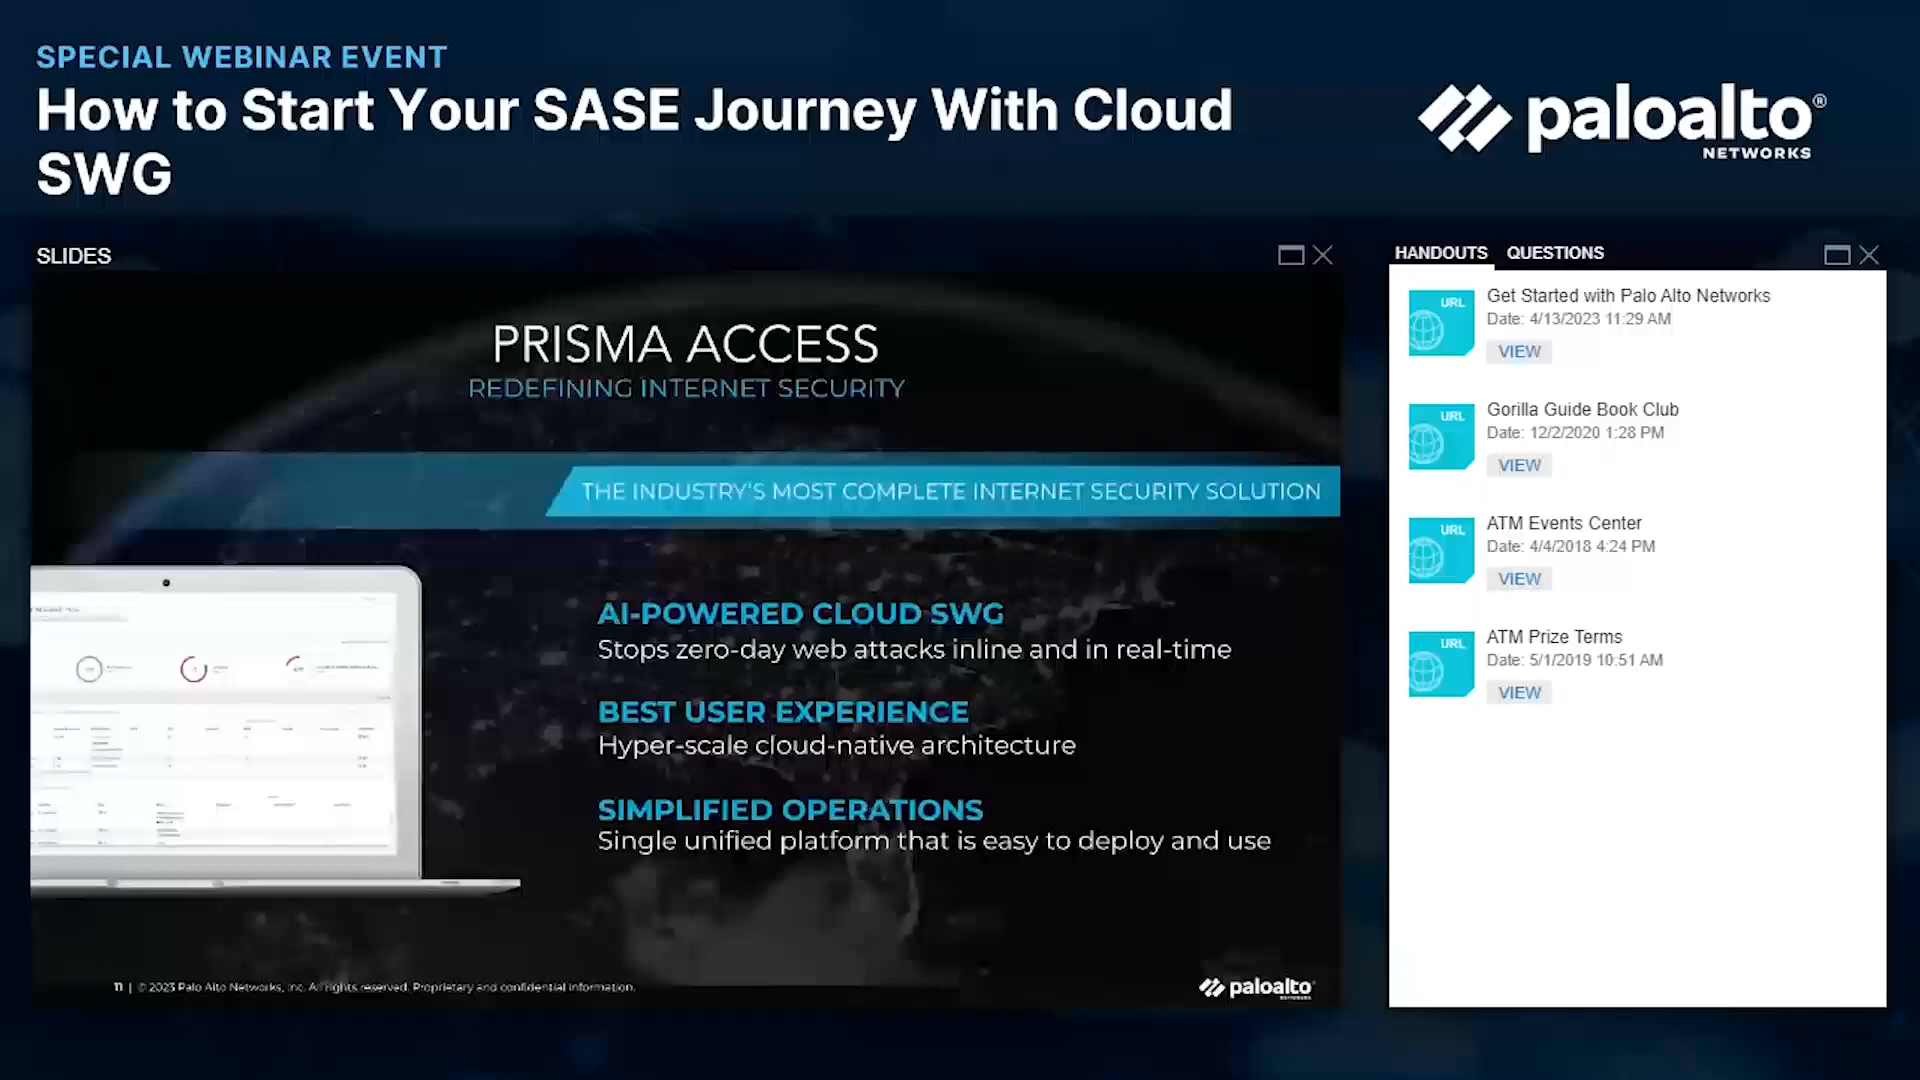 SPECIAL WEBINAR EVENT
How to Start Your SASE Journey With Cloud
SWG
paloalto®
NETWORKS
SLIDES
PRISMA ACCESS
REDEFINING INTERNET SECURITY
THE INDUSTRY'S MOST COMPLETE INTERNET SECURITY SOLUTION
AI-POWERED CLOUD SWG
Stops zero-day web attacks inline and in real-time
BEST USER EXPERIENCE
Hyper-scale cloud-native architecture
SIMPLIFIED OPERATIONS
Single unified platform that is easy to deploy and use
11 | © 2023 Palo Alto Networks, Inc. All rights reserved. Proprietary and confidential information.
paloalto
NETWORKS
HANDOUTS QUESTIONS
URL
Get Started with Palo Alto Networks
Date: 4/13/2023 11:29 AM
VIEW
URL
Gorilla Guide Book Club
Date: 12/2/2020 1:28 PM
VIEW
URL
ATM Events Center
Date: 4/4/2018 4:24 PM
VIEW
URL
ATM Prize Terms
Date: 5/1/2019 10:51 AM
VIEW